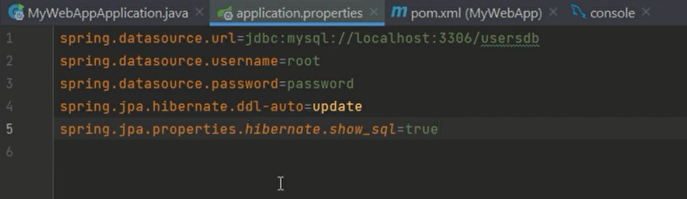 MyWebAppApplication.java × application.properties × m pom.xml (MyWebApp) × console ×
1 spring.datasource.url=jdbc:mysql://localhost:3306/usersdb
2 spring.datasource.username=root
3 spring.datasource.password=password
4 spring.jpa.hibernate.ddl-auto=update
5 spring.jpa.properties.hibernate.show_sql=true
6